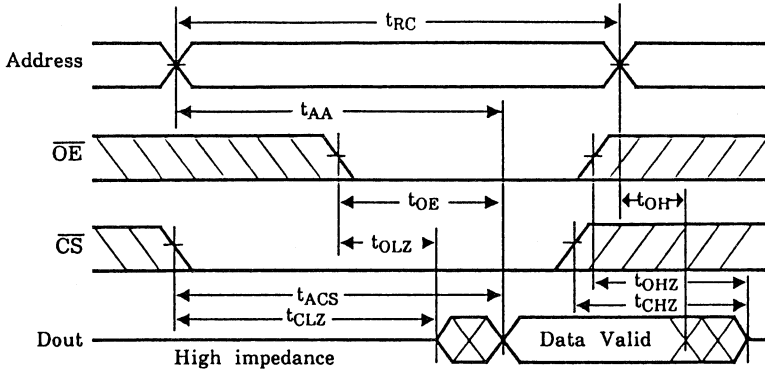 tRC
Address
tAA
OE
tOE
tOH
CS
tOLZ
tOHZ
tACS
tCHZ
tCLZ
Dout
High impedance
Data Valid